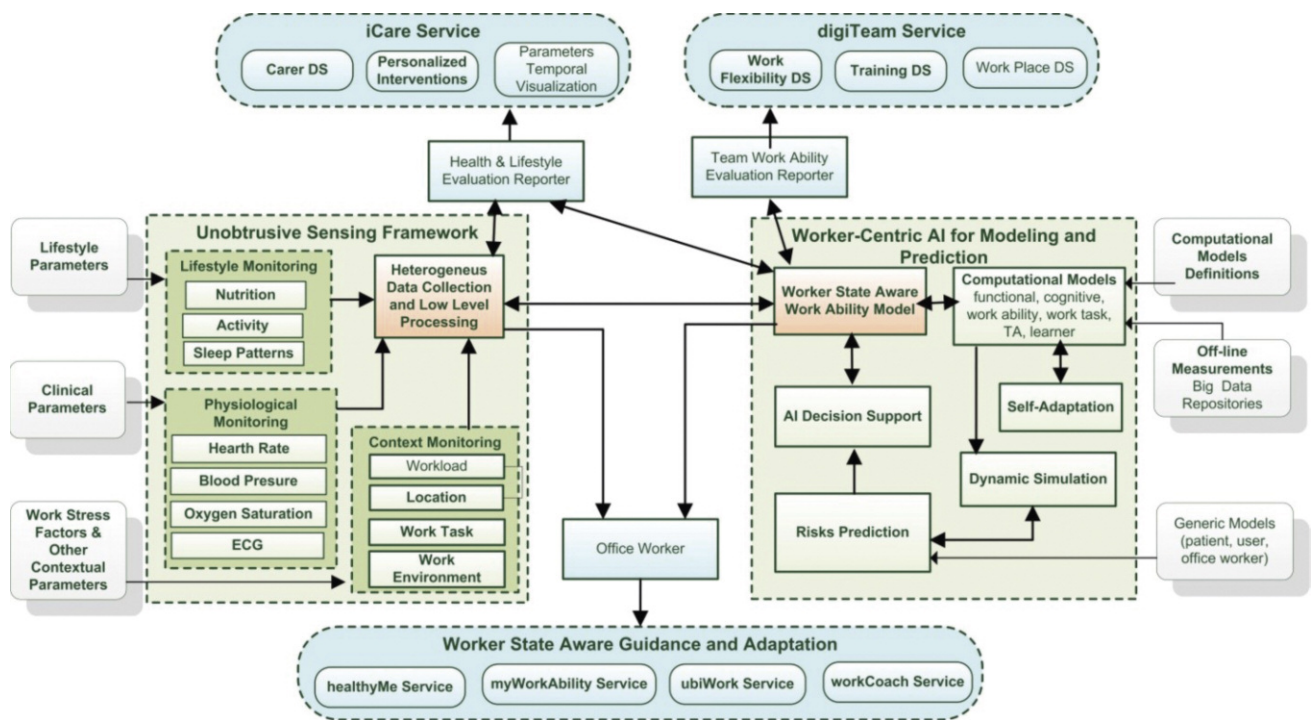 iCare Service
Carer DS
Personalized
Interventions
Parameters
Temporal
Visualization
digiTeam Service
Work
Flexibility DS
Training DS
Work Place DS
Health & Lifestyle
Evaluation Reporter
Team Work Ability
Evaluation Reporter
Lifestyle
Parameters
Clinical
Parameters
Work Stress
Factors &
Other
Contextual
Parameters
Unobtrusive Sensing Framework
Lifestyle Monitoring
Nutrition
Activity
Sleep Patterns
Heterogeneus
Data Collection
and Low Level
Processing
Physiological
Monitoring
Hearth Rate
Blood Presure
Oxygen Saturation
ECG
Context Monitoring
Workload
Location
Work Task
Work
Environment
Office Worker
Worker-Centric AI for Modeling and
Prediction
Worker State Aware
Work Ability Model
Computational Models
functional, cognitive,
work ability, work task,
TA, learner
AI Decision Support
Self-Adaptation
Dynamic Simulation
Risks Prediction
Computational
Models
Definitions
Off-line
Measurements
Big Data
Repositories
Generic Models
(patient, user,
office worker)
Worker State Aware Guidance and Adaptation
healthyMe Service
myWorkAbility Service
ubiWork Service
workCoach Service